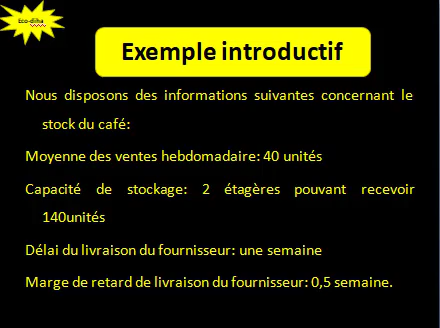 Eco-diha
Exemple introductif
Nous disposons des informations suivantes concernant le
stock du café:
Moyenne des ventes hebdomadaire: 40 unités
Capacité de stockage: 2 étagères pouvant recevoir
140unités
Délai du livraison du fournisseur: une semaine
Marge de retard de livraison du fournisseur: 0,5 semaine.